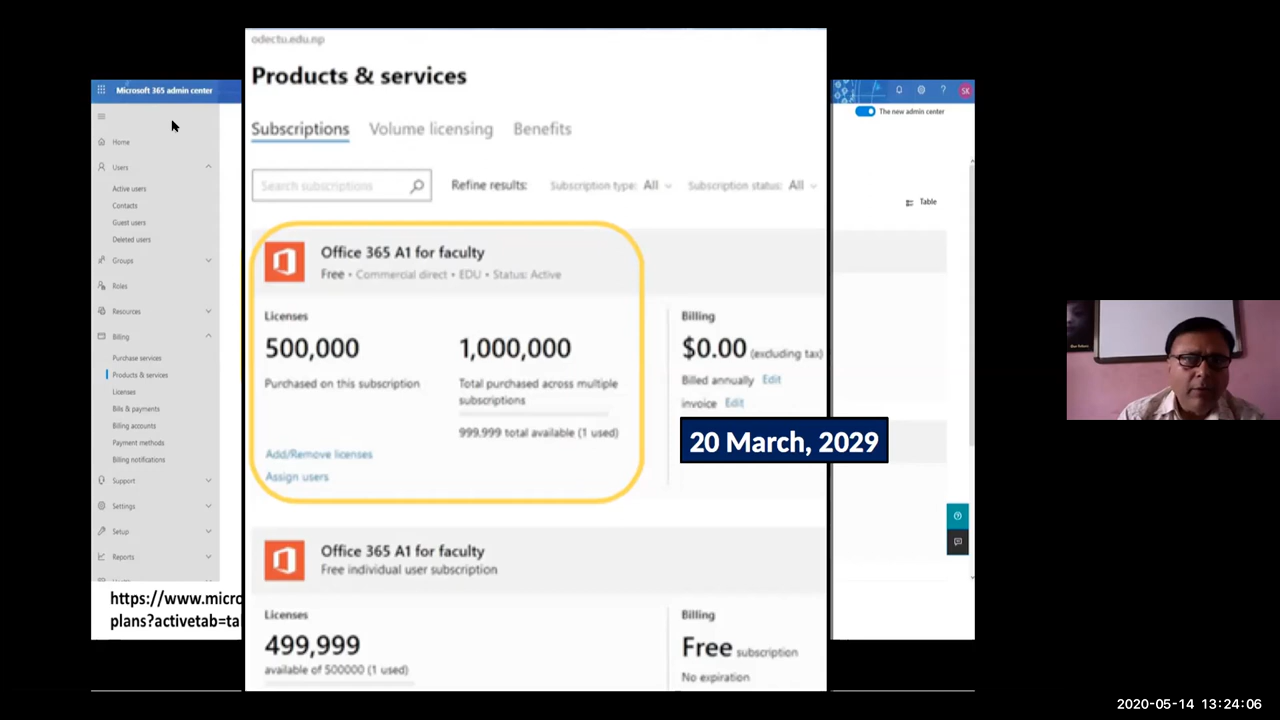 odectu.edu.np
Products & services
Subscriptions Volume licensing Benefits
Search subscriptions Refine results: Subscription type: All Subscription status: All
Office 365 A1 for faculty
Free • Commercial direct • EDU • Status: Active
Licenses
500,000
Purchased on this subscription
1,000,000
Total purchased across multiple
subscriptions
999,999 total available (1 used)
Add/Remove licenses
Assign users
Billing
$0.00 (excluding tax)
Billed annually Edit
invoice Edit
20 March, 2029
Office 365 A1 for faculty
Free individual user subscription
Licenses
499,999
available of 500000 (1 used)
Billing
Free subscription
No expiration
Microsoft 365 admin center
Home
Users
Active users
Contacts
Guest users
Deleted users
Groups
Roles
Resources
Billing
Purchase services
Products & services
Licenses
Bills & payments
Billing accounts
Payment methods
Billing notifications
Support
Settings
Setup
Reports
https://www.micro
plans?activetab=ta
SK
The new admin center
Table
2020-05-14 13:24:06